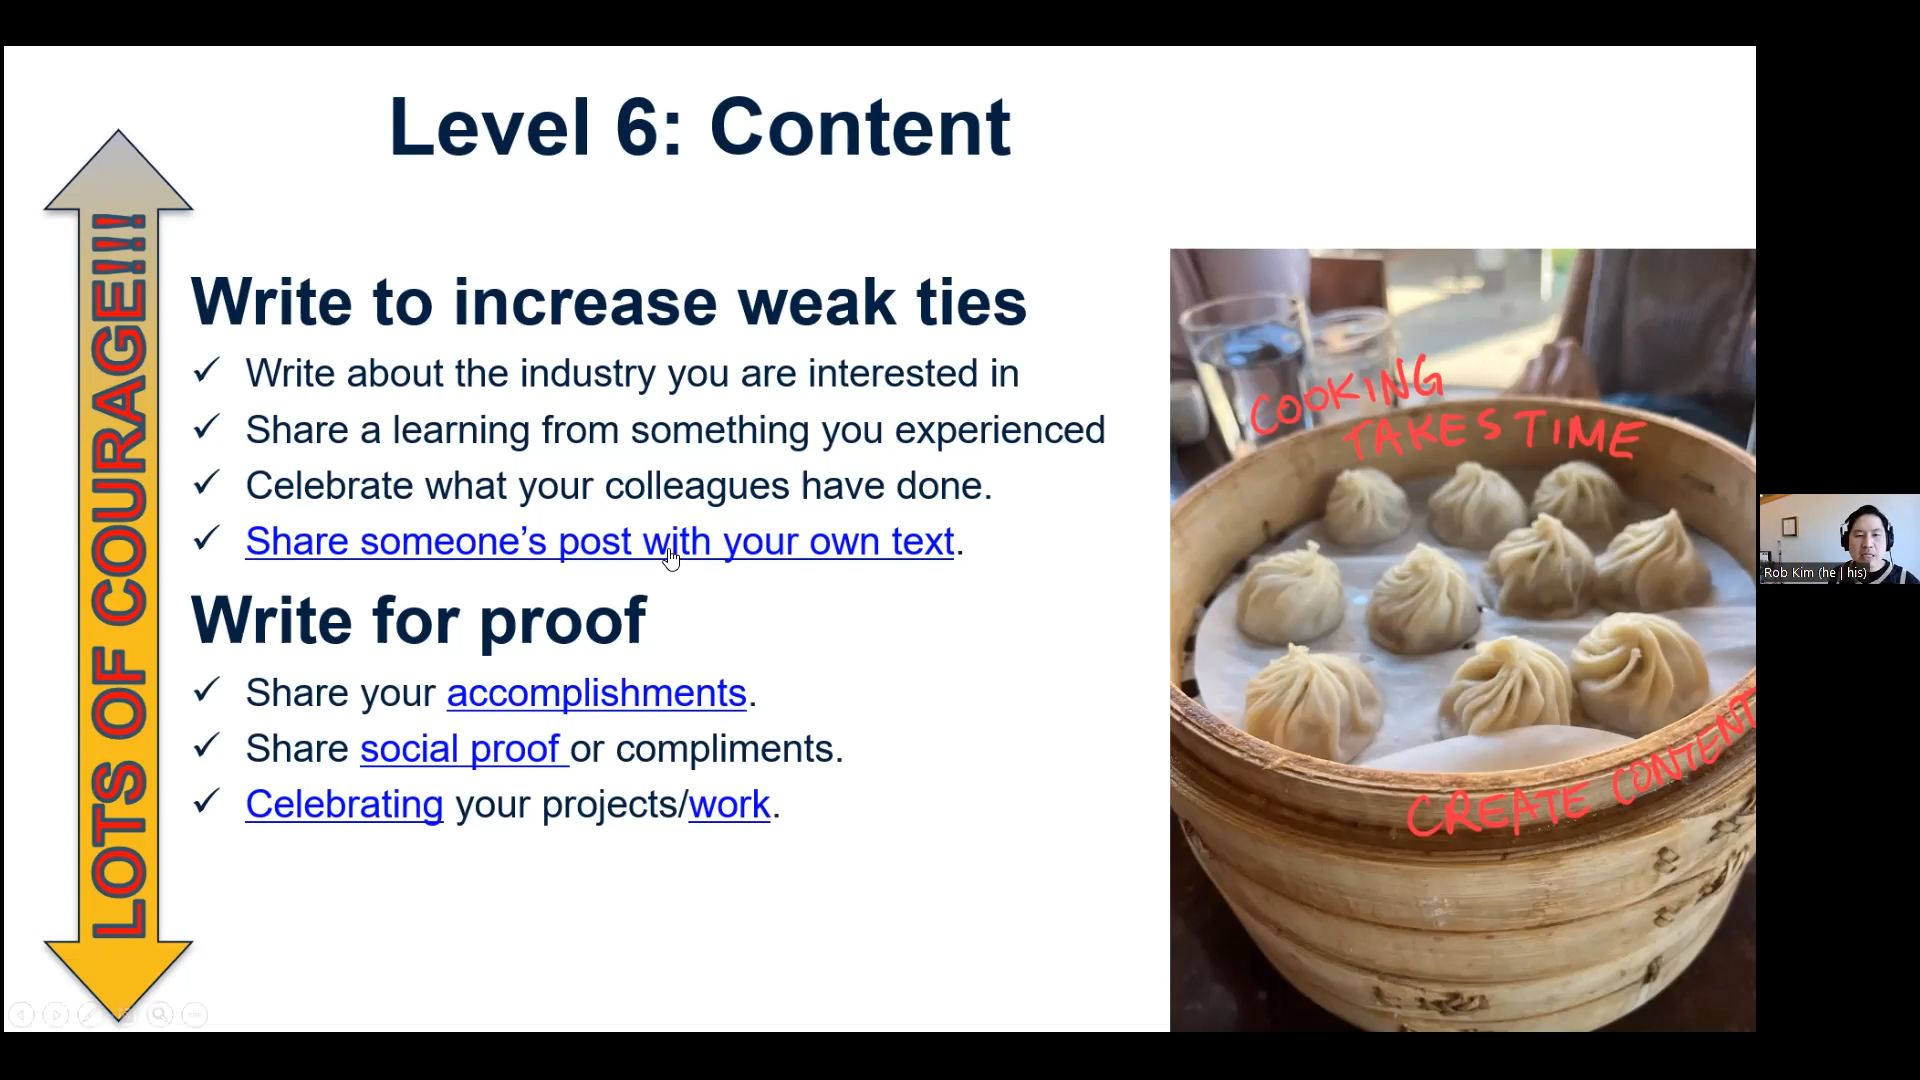 Level 6: Content
LOTS OF COURAGE!!!
Write to increase weak ties
✓ Write about the industry you are interested in
✓ Share a learning from something you experienced
✓ Celebrate what your colleagues have done.
✓ Share someone’s post with your own text.
Write for proof
✓ Share your accomplishments.
✓ Share social proof or compliments.
✓ Celebrating your projects/work.
COOKING
TAKES TIME
CREATE CONTENT
Rob Kim (he | his)